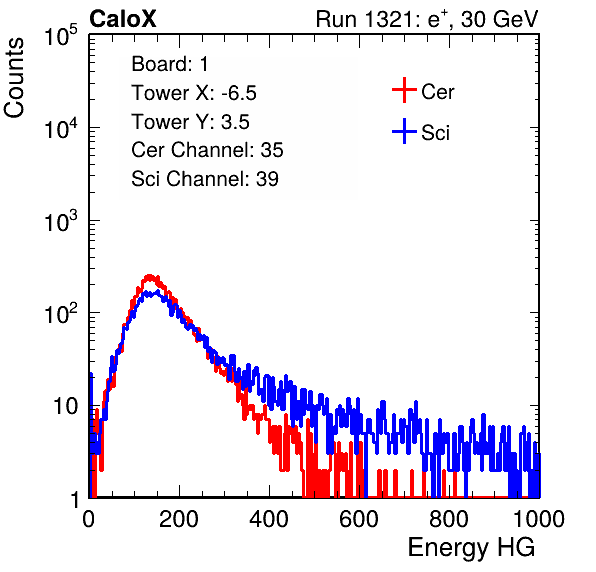 CaloX
Run 1321: e⁺, 30 GeV
Counts
10⁵
10⁴
10³
10²
10
1
Board: 1
Tower X: -6.5
Tower Y: 3.5
Cer Channel: 35
Sci Channel: 39
Cer
Sci
0 200 400 600 800 1000
Energy HG